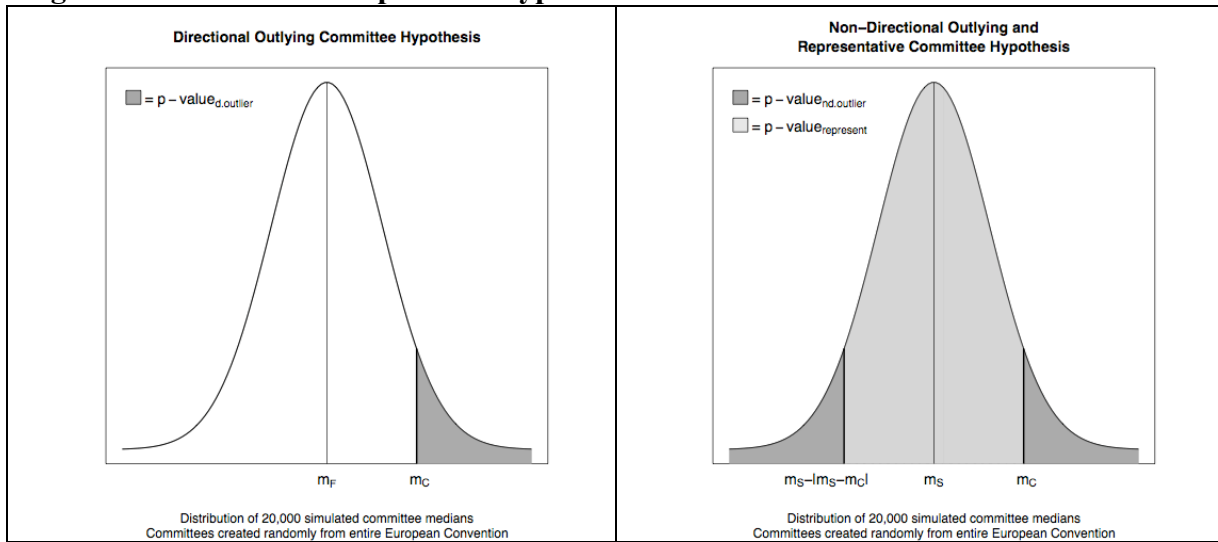 Directional Outlying Committee Hypothesis
= p − value_d.outlier
m_F
m_C
Distribution of 20,000 simulated committee medians
Committees created randomly from entire European Convention
Non−Directional Outlying and
Representative Committee Hypothesis
= p − value_nd.outlier
= p − value_represent
m_S−|m_S−m_C|
m_S
m_C
Distribution of 20,000 simulated committee medians
Committees created randomly from entire European Convention